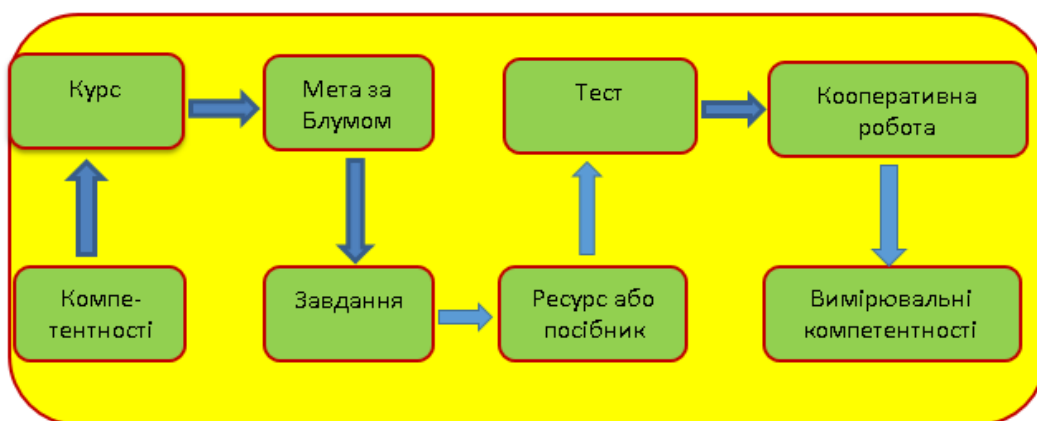 Курс
Мета за
Блумом
Тест
Кооперативна
робота
Компе-
тентності
Завдання
Ресурс або
посібник
Вимірювальні
компетентності